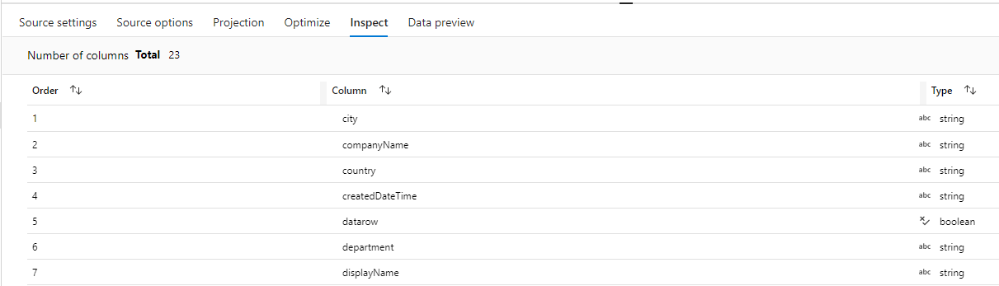 Source settings Source options Projection Optimize Inspect Data preview
Number of columns Total 23
Order Column Type
1 city abc string
2 companyName abc string
3 country abc string
4 createdDateTime abc string
5 datarow boolean
6 department abc string
7 displayName abc string